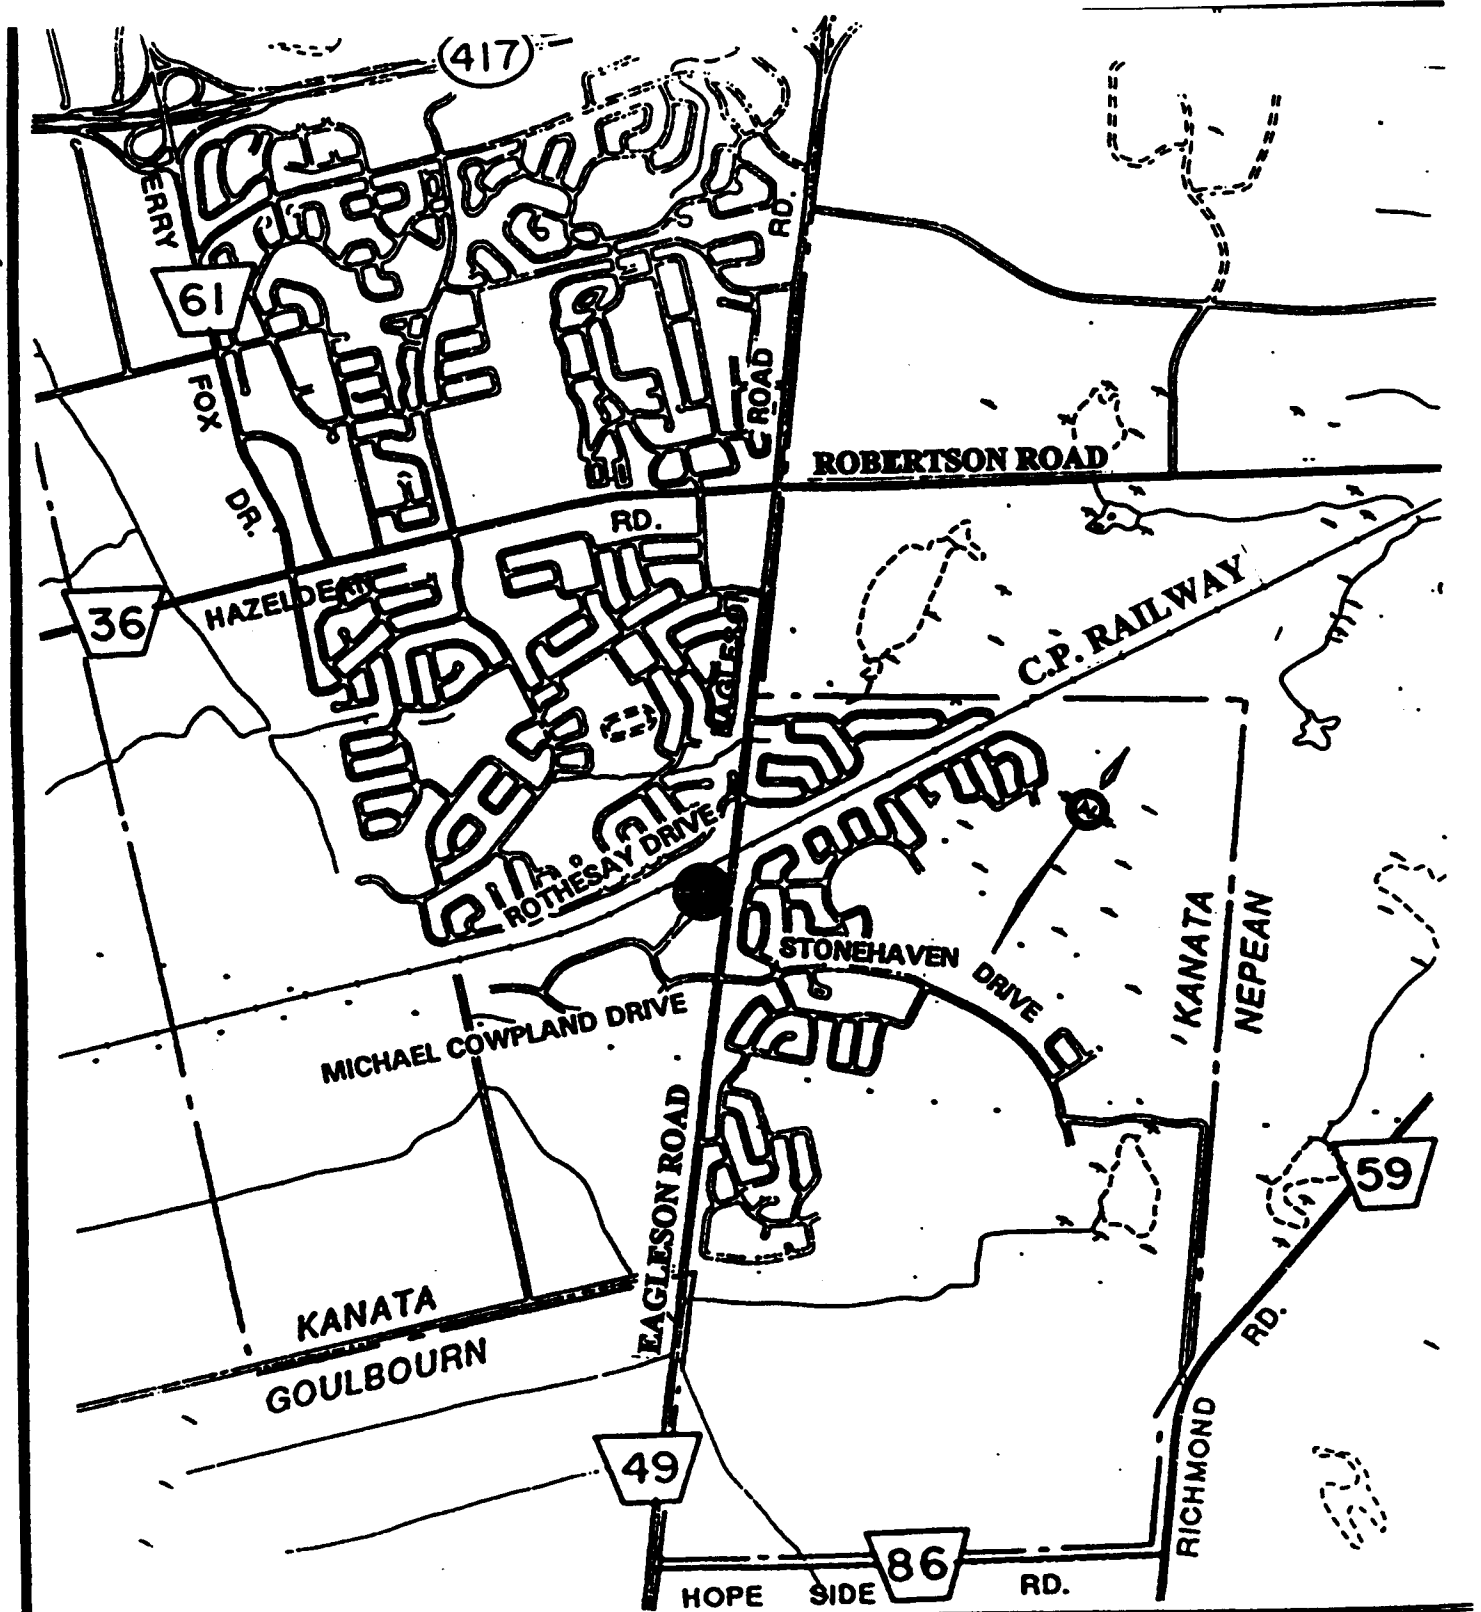 417
ERRY
RD.
61
FOX
ROAD
ROBERTSON ROAD
DR.
RD.
HAZELDEAN
36
C.P. RAILWAY
EAGLESON
N
ROTHESAY DRIVE
KANATA
NEPEAN
STONEHAVEN
DRIVE
MICHAEL COWPLAND DRIVE
EAGLESON ROAD
59
KANATA
GOULBOURN
RD.
RICHMOND
49
86
HOPE SIDE RD.